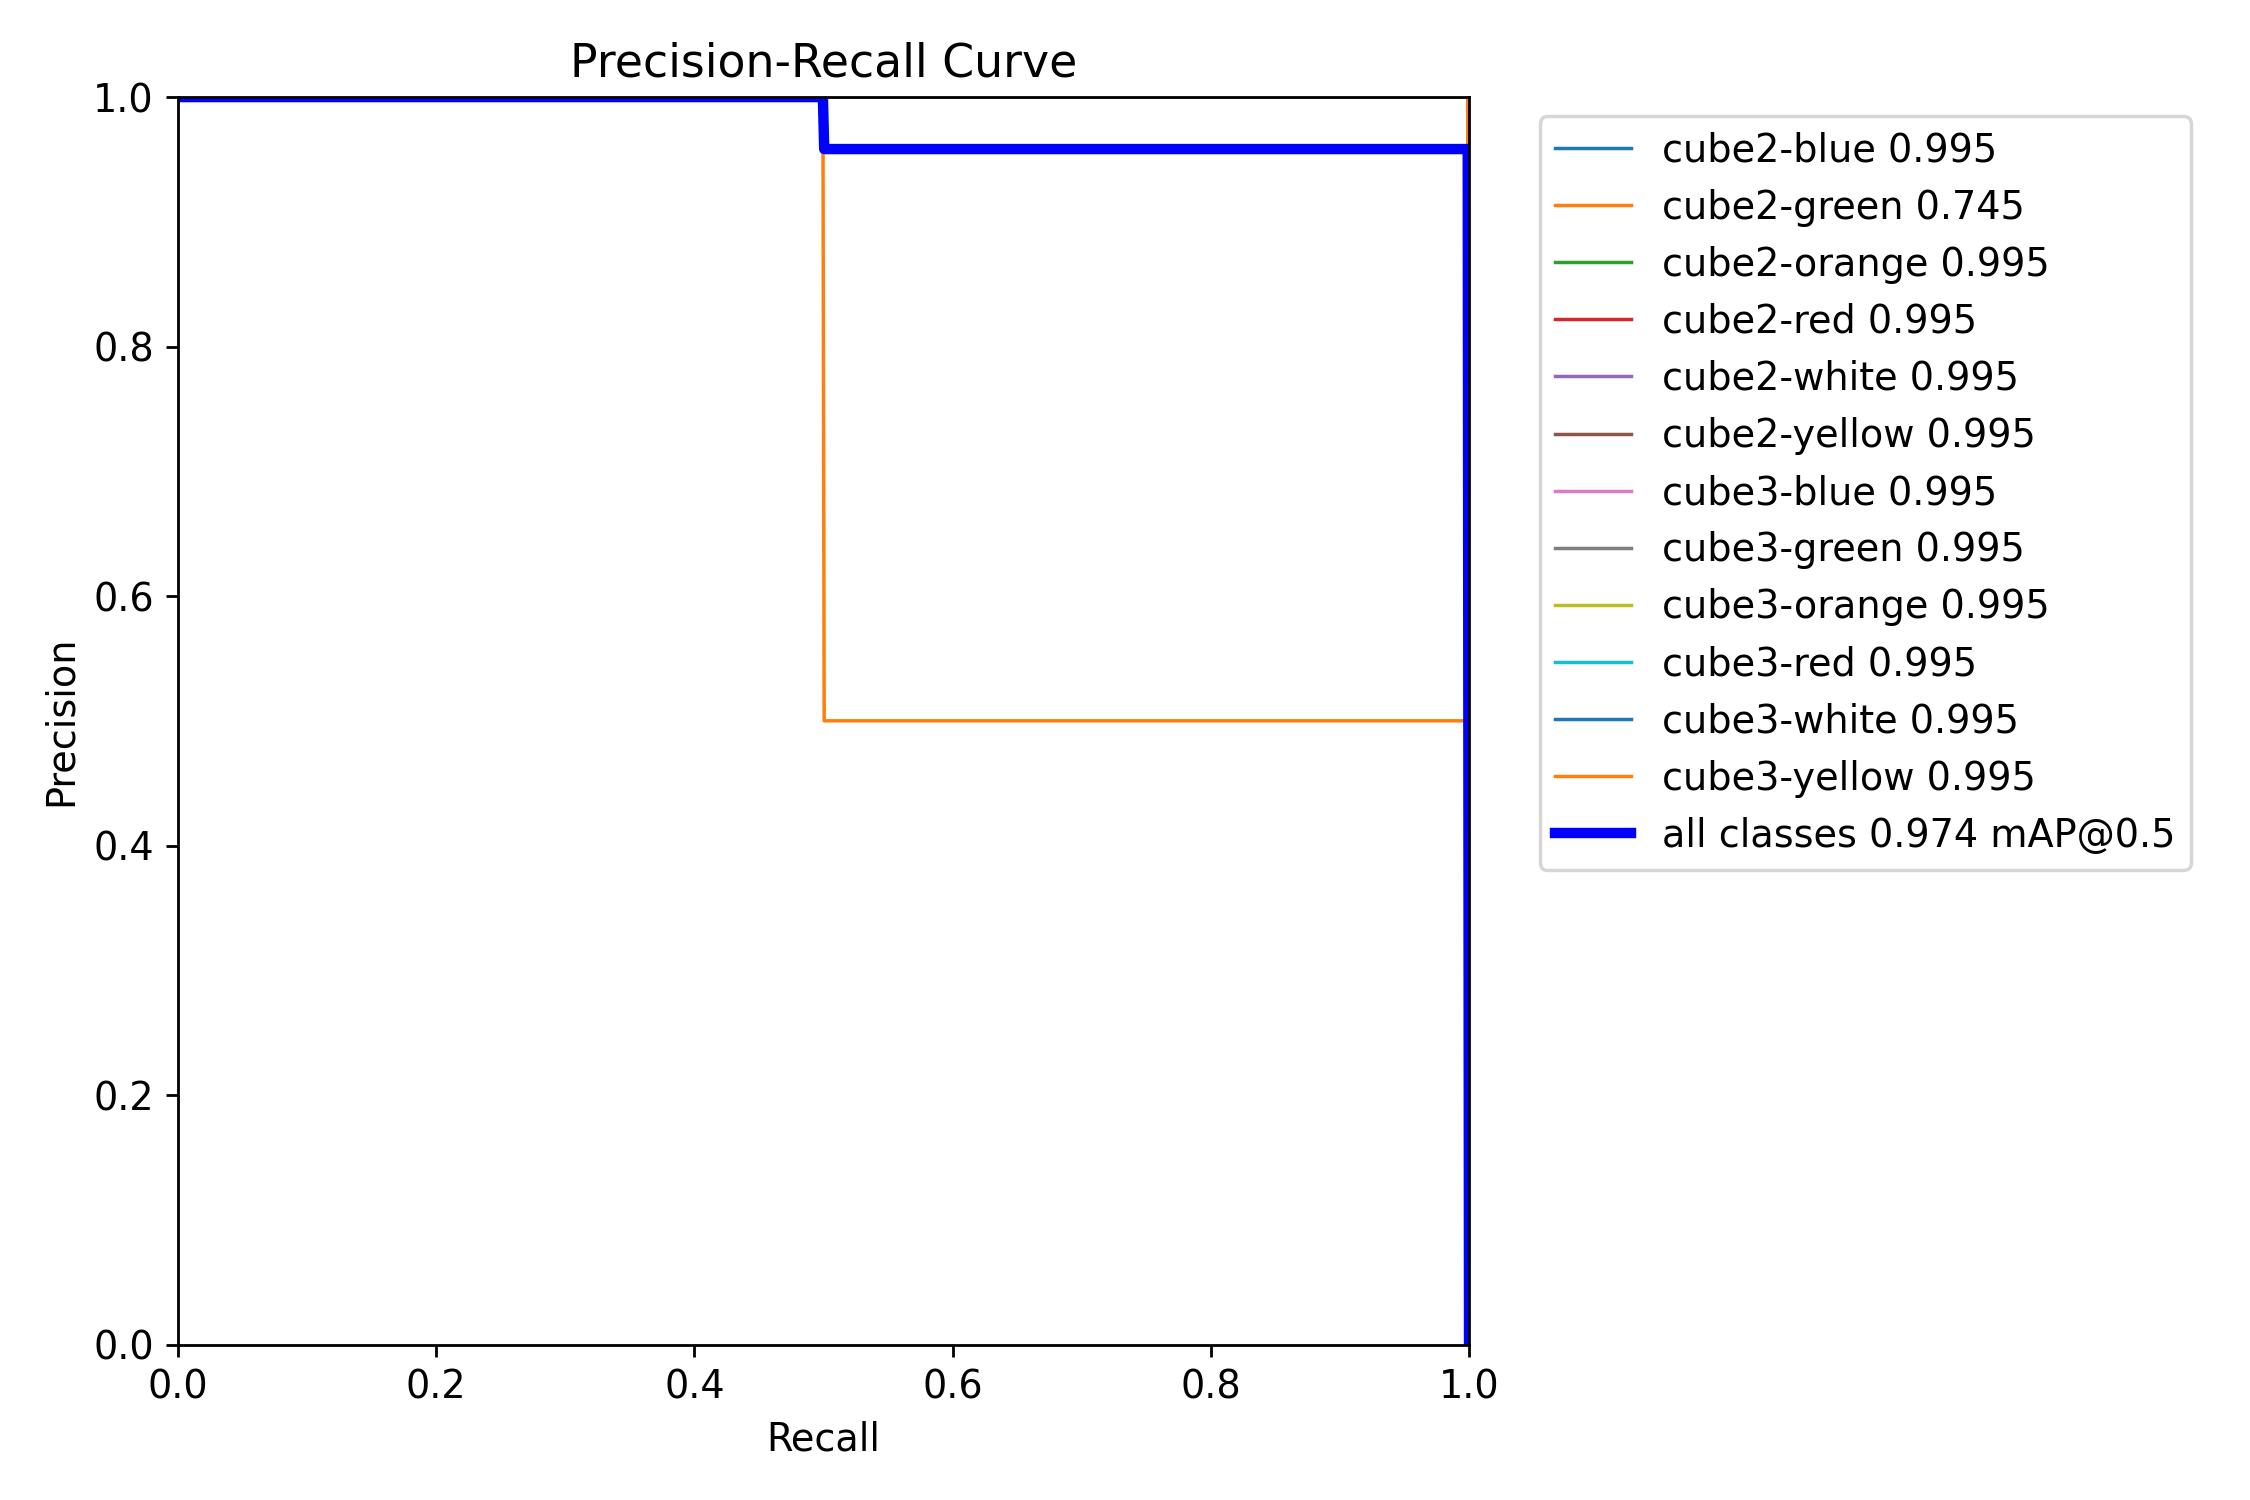 Precision-Recall Curve
1.0
0.8
0.6
0.4
0.2
0.0
Precision
0.0 0.2 0.4 0.6 0.8 1.0
Recall
cube2-blue 0.995
cube2-green 0.745
cube2-orange 0.995
cube2-red 0.995
cube2-white 0.995
cube2-yellow 0.995
cube3-blue 0.995
cube3-green 0.995
cube3-orange 0.995
cube3-red 0.995
cube3-white 0.995
cube3-yellow 0.995
all classes 0.974 mAP@0.5